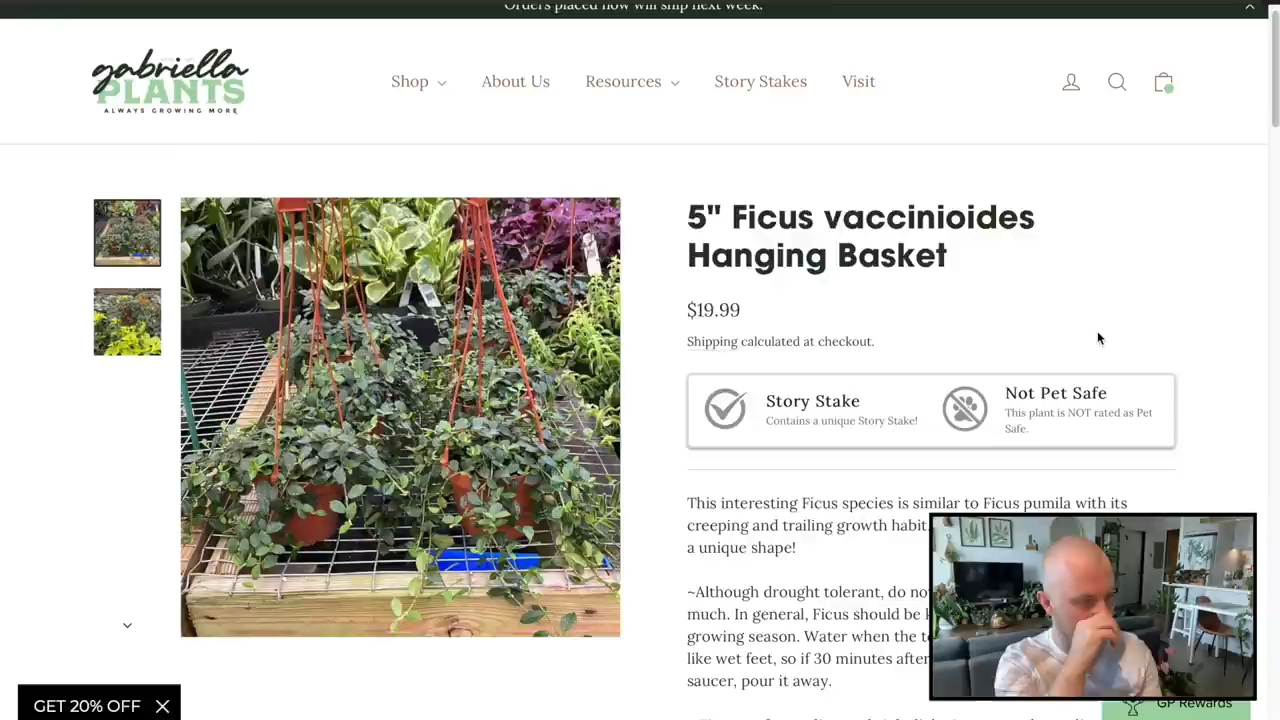 Orders placed now will ship next week.
gabriella
PLANTS
ALWAYS GROWING MORE
Shop
About Us
Resources
Story Stakes
Visit
5" Ficus vaccinioides
Hanging Basket
$19.99
Shipping calculated at checkout.
Story Stake
Contains a unique Story Stake!
Not Pet Safe
This plant is NOT rated as Pet
Safe.
This interesting Ficus species is similar to Ficus pumila with its
creeping and trailing growth habit
a unique shape!
~Although drought tolerant, do no
much. In general, Ficus should be
growing season. Water when the
like wet feet, so if 30 minutes after
saucer, pour it away.
GET 20% OFF
GP Rewards